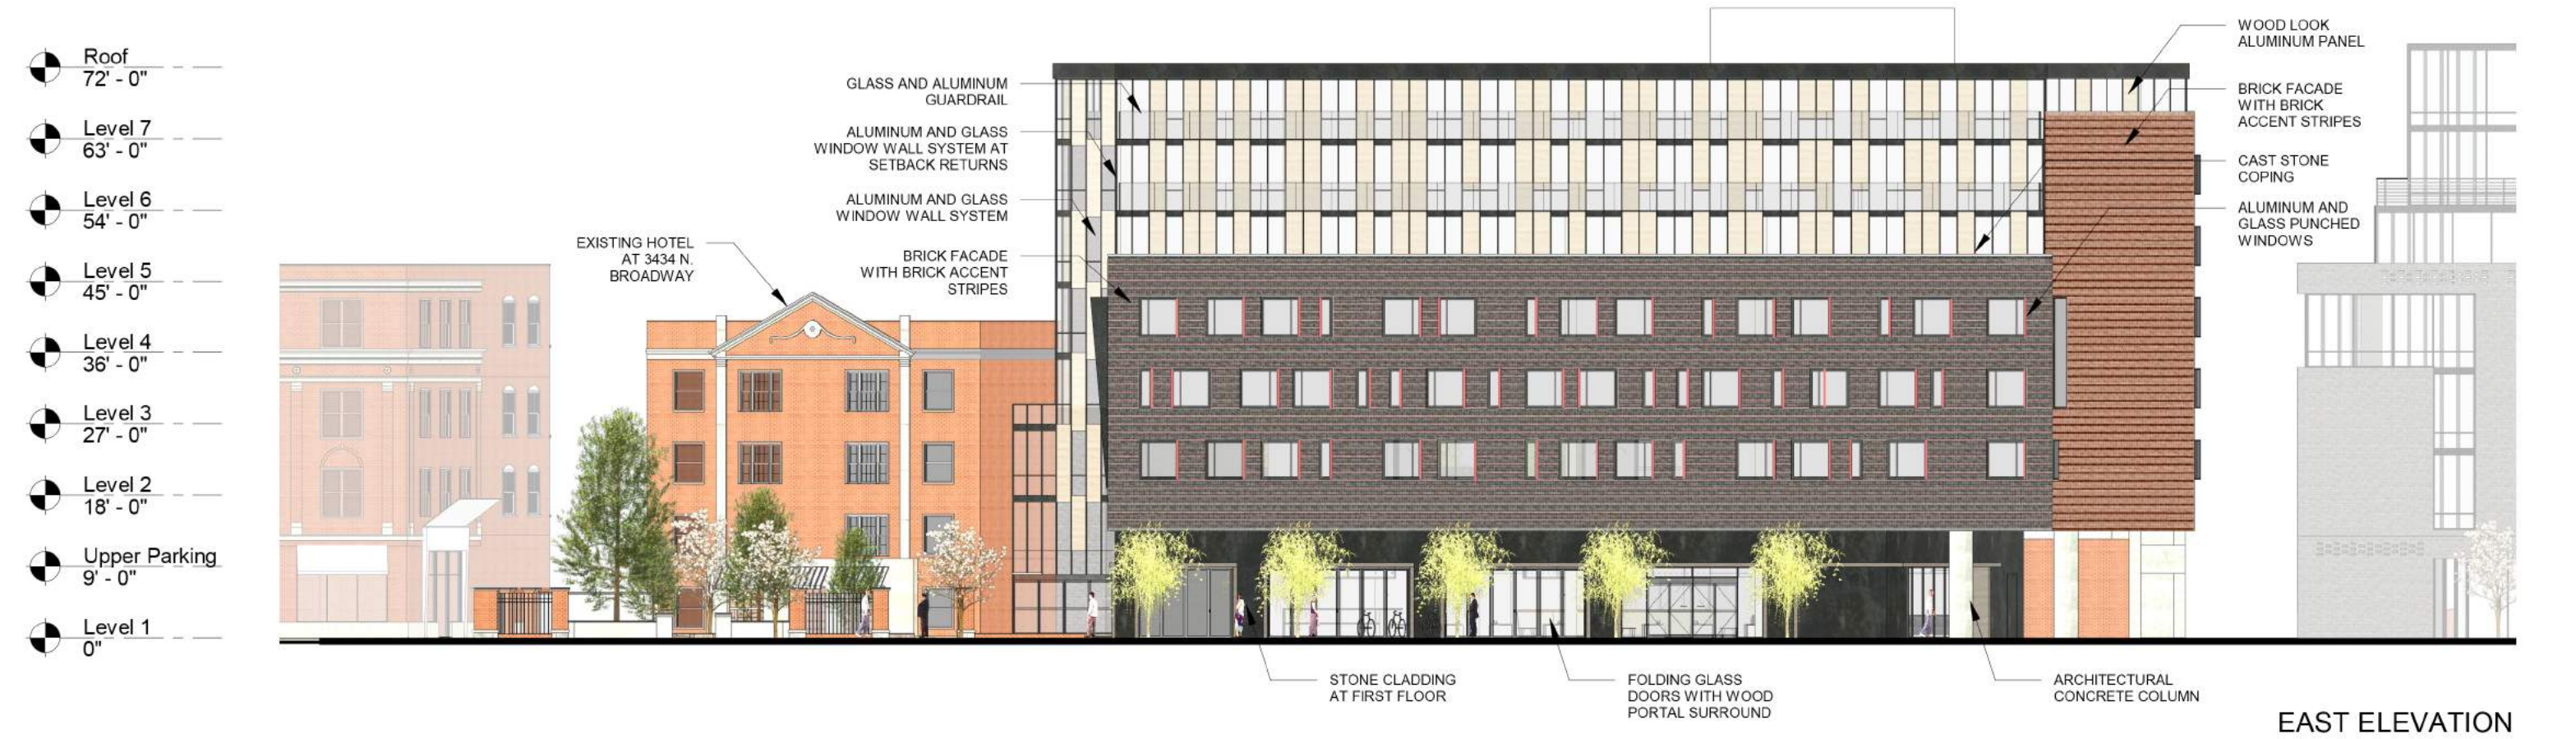 Roof
72' - 0"
Level 7
63' - 0"
Level 6
54' - 0"
Level 5
45' - 0"
Level 4
36' - 0"
Level 3
27' - 0"
Level 2
18' - 0"
Upper Parking
9' - 0"
Level 1
0"
EXISTING HOTEL
AT 3434 N.
BROADWAY
GLASS AND ALUMINUM
GUARDRAIL
ALUMINUM AND GLASS
WINDOW WALL SYSTEM AT
SETBACK RETURNS
ALUMINUM AND GLASS
WINDOW WALL SYSTEM
BRICK FACADE
WITH BRICK ACCENT
STRIPES
WOOD LOOK
ALUMINUM PANEL
BRICK FACADE
WITH BRICK
ACCENT STRIPES
CAST STONE
COPING
ALUMINUM AND
GLASS PUNCHED
WINDOWS
STONE CLADDING
AT FIRST FLOOR
FOLDING GLASS
DOORS WITH WOOD
PORTAL SURROUND
ARCHITECTURAL
CONCRETE COLUMN
EAST ELEVATION